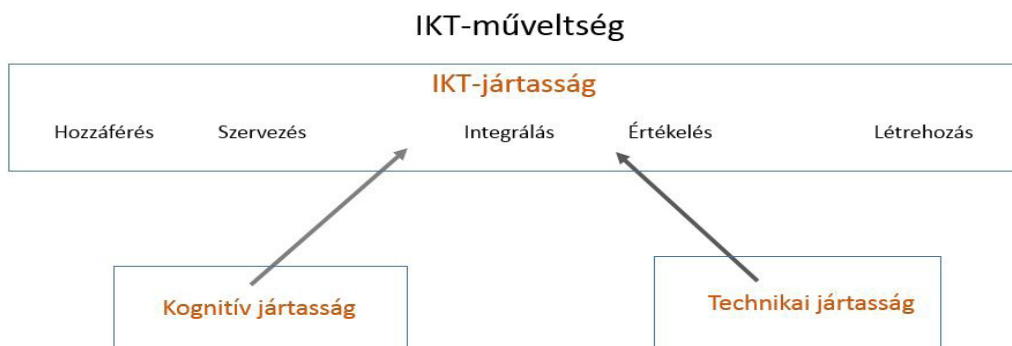 IKT-műveltség
IKT-jártasság
Hozzáférés Szervezés Integrálás Értékelés Létrehozás
Kognitív jártasság Technikai jártasság